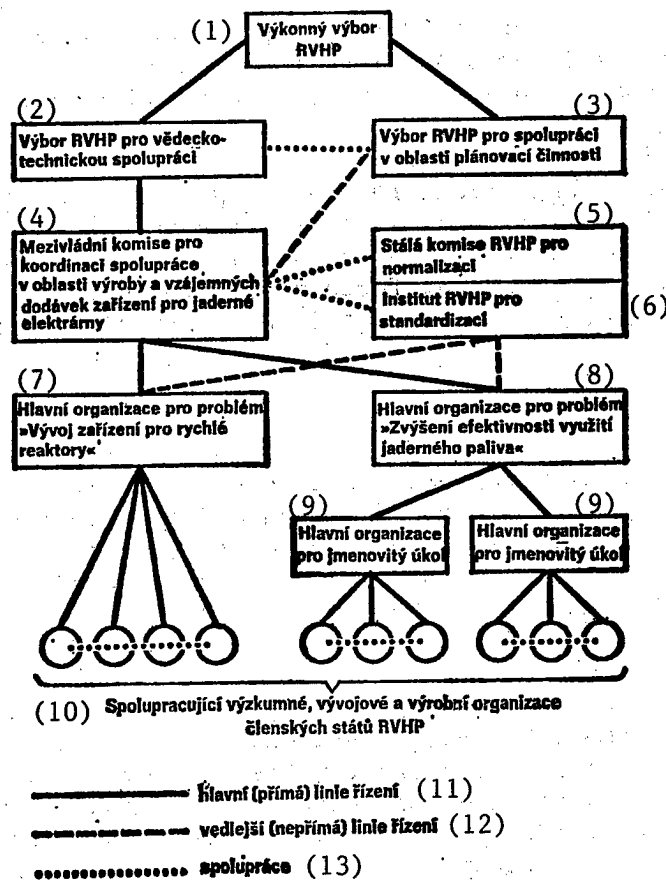 (1)
Výkonný výbor
RVHP
(2)
Výbor RVHP pro vědecko-
technickou spolupráci
(3)
Výbor RVHP pro spolupráci
v oblasti plánovací činnosti
(4)
Mezivládní komise pro
koordinaci spolupráce
v oblasti výroby a vzájemných
dodávek zařízení pro jaderné
elektrárny
(5)
Stálá komise RVHP pro
normalizaci
Institut RVHP pro
standardizaci
(6)
(7)
Hlavní organizace pro problém
»Vývoj zařízení pro rychlé
reaktory«
(8)
Hlavní organizace pro problém
»Zvýšení efektivnosti využití
jaderného paliva«
(9)
Hlavní organizace
pro jmenovitý úkol
(9)
Hlavní organizace
pro jmenovitý úkol
(10) Spolupracující výzkumné, vývojové a výrobní organizace
členských států RVHP
hlavní (přímá) linie řízení (11)
vedlejší (nepřímá) linie řízení (12)
spolupráce (13)